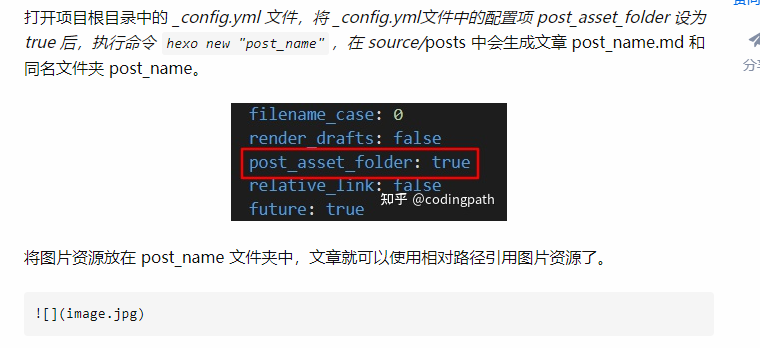 打开项目根目录中的 _config.yml 文件，将 _config.yml文件中的配置项 post_asset_folder 设为
true 后，执行命令 hexo new "post_name" ，在 source/posts 中会生成文章 post_name.md 和
同名文件夹 post_name。
filename_case: 0
render_drafts: false
post_asset_folder: true
relative_link: false
future: true
知乎 @codingpath
将图片资源放在 post_name 文件夹中，文章就可以使用相对路径引用图片资源了。
![](image.jpg)